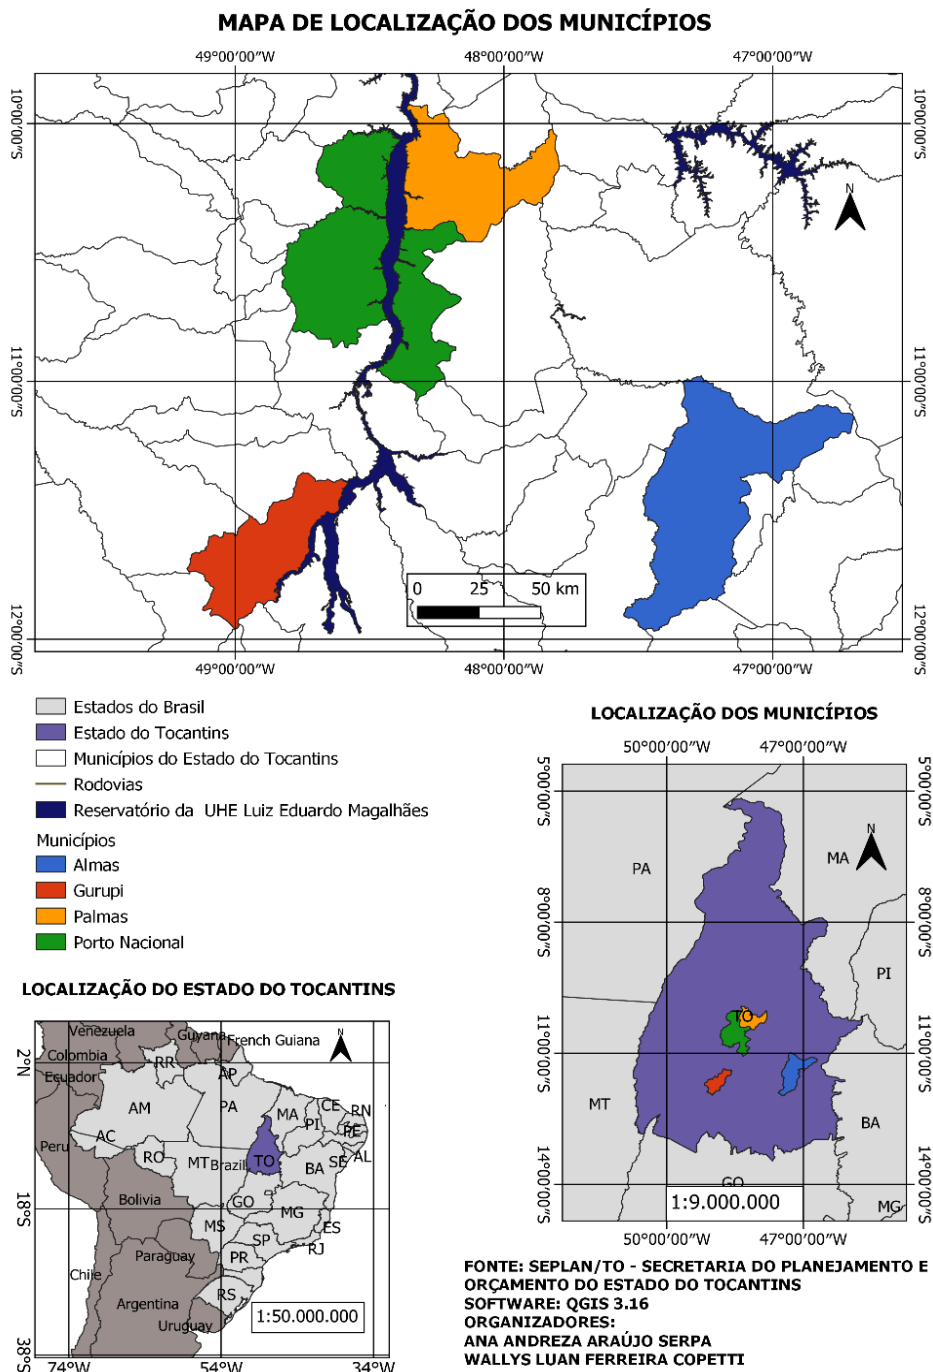 MAPA DE LOCALIZAÇÃO DOS MUNICÍPIOS
49°00'00"W 48°00'00"W 47°00'00"W
10°00'00"S 10°00'00"S
N
11°00'00"S 11°00'00"S
0 25 50 km
12°00'00"S 12°00'00"S
49°00'00"W 48°00'00"W 47°00'00"W
Estados do Brasil
Estado do Tocantins
Municípios do Estado do Tocantins
Rodovias
Reservatório da UHE Luiz Eduardo Magalhães
Municípios
Almas
Gurupi
Palmas
Porto Nacional
LOCALIZAÇÃO DOS MUNICÍPIOS
50°00'00"W 47°00'00"W
5°00'00"S 5°00'00"S
N
PA MA
8°00'00"S 8°00'00"S
PI
TO
11°00'00"S 11°00'00"S
MT BA
14°00'00"S 14°00'00"S
GO
MG
1:9.000.000
50°00'00"W 47°00'00"W
LOCALIZAÇÃO DO ESTADO DO TOCANTINS
Venezuela Guyana French Guiana N
Colombia RR
2°N 2°N
Ecuador AP
AM PA MA CE RN
PI PE
AC AL
Peru RO MT Brazil TO BA SE
Bolivia GO
18°S 18°S
MS MG ES
SP RJ
Paraguay PR
Chile
RS
Argentina 1:50.000.000
Uruguay
38°S 38°S
74°W 54°W 34°W
FONTE: SEPLAN/TO - SECRETARIA DO PLANEJAMENTO E
ORÇAMENTO DO ESTADO DO TOCANTINS
SOFTWARE: QGIS 3.16
ORGANIZADORES:
ANA ANDREZA ARAÚJO SERPA
WALLYS LUAN FERREIRA COPETTI